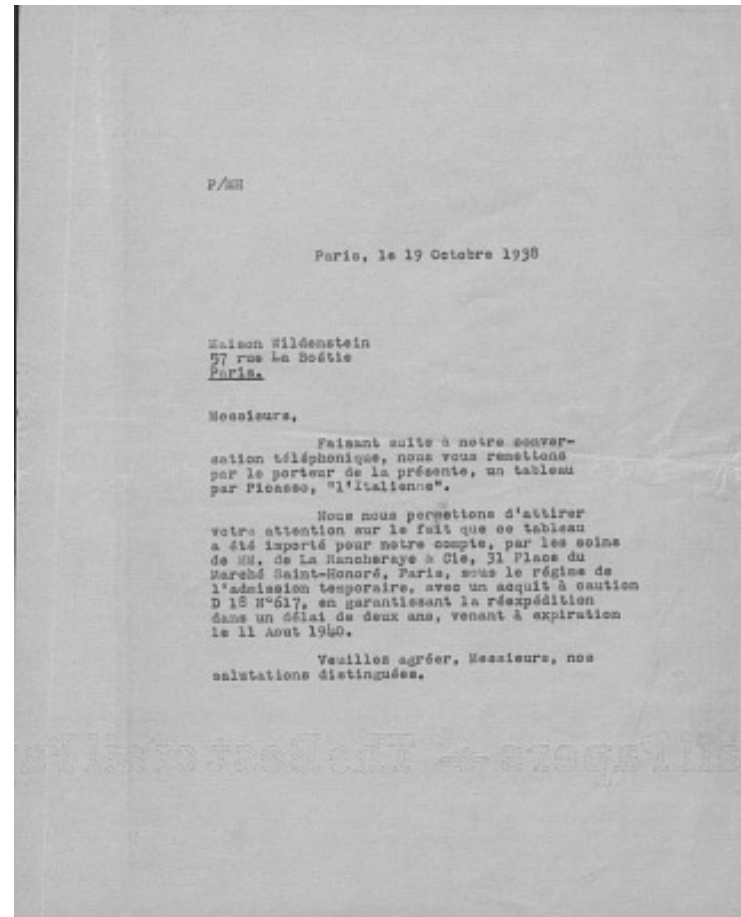 P/MH
Paris, le 19 Octobre 1938
Maison Wildenstein
57 rue La Boétie
Paris.
Messieurs,
Faisant suite à notre conver-
sation téléphonique, nous vous remettons
par le porteur de la présente, un tableau
par Picasso, "l'Italienne".
Nous nous permettons d'attirer
votre attention sur le fait que ce tableau
a été importé pour notre compte, par les soins
de MM. de La Rancheraye & Cie, 31 Place du
Marché Saint-Honoré, Paris, sous le régime de
l'admission temporaire, avec un acquit à caution
D 18 N°617, en garantissant la réexpédition
dans un délai de deux ans, venant à expiration
le 11 Aout 1940.
Veuillez agréer, Messieurs, nos
salutations distinguées.